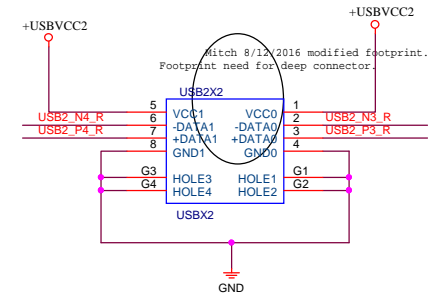 +USBVCC2
+USBVCC2
Mitch 8/12/2016 modified footprint.
Footprint need for deep connector.
USB2X2
5 VCC1 VCC0 1
USB2_N4_R 6 -DATA1 -DATA0 2 USB2_N3_R
USB2_P4_R 7 +DATA1 +DATA0 3 USB2_P3_R
8 GND1 GND0 4
G3 HOLE3 HOLE1 G1
G4 HOLE4 HOLE2 G2
USBX2
GND